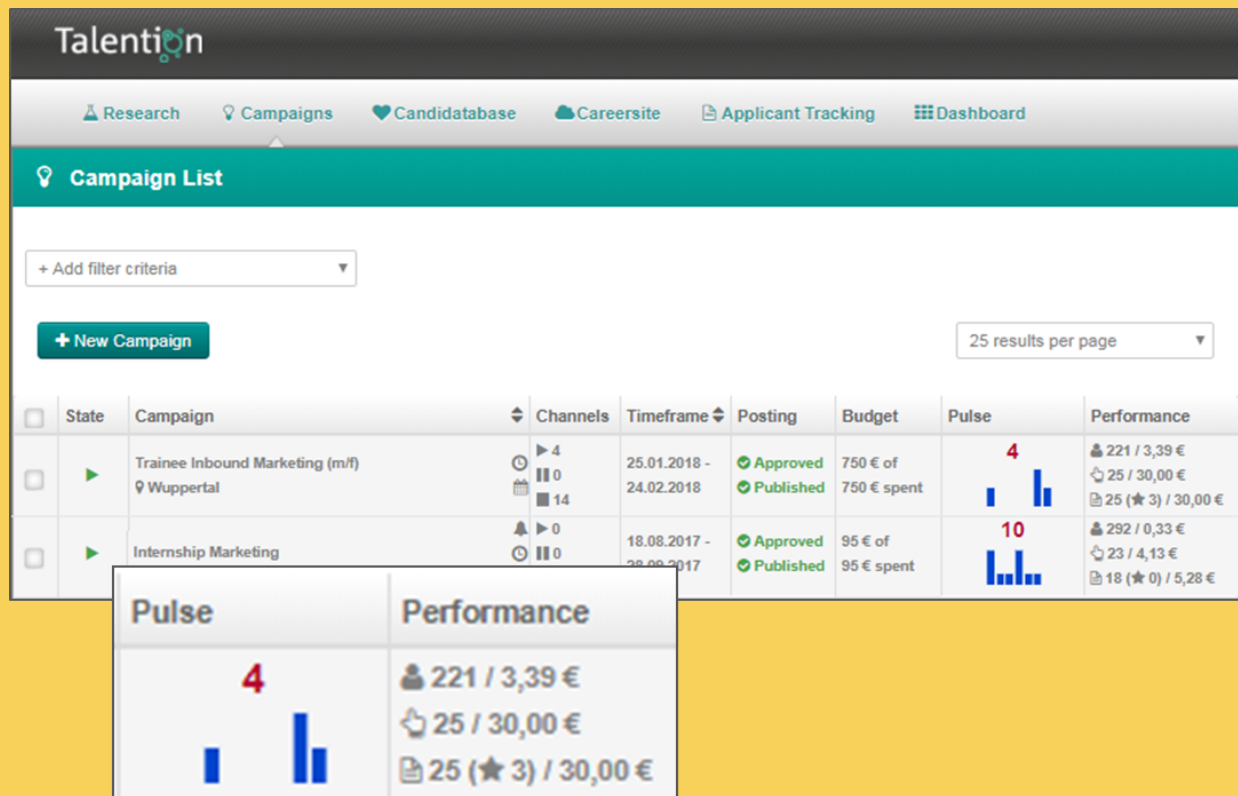 Talention
Research Campaigns Candidatabase Careersite Applicant Tracking Dashboard
Campaign List
+ Add filter criteria
+ New Campaign
25 results per page
State Campaign Channels Timeframe Posting Budget Pulse Performance
Trainee Inbound Marketing (m/f)
Wuppertal
4
0
14
25.01.2018 -
24.02.2018
Approved
Published
750 € of
750 € spent
4
221 / 3,39 €
25 / 30,00 €
25 (★ 3) / 30,00 €
Internship Marketing
0
0
18.08.2017 -
28.09.2017
Approved
Published
95 € of
95 € spent
10
292 / 0,33 €
23 / 4,13 €
18 (★ 0) / 5,28 €
Pulse Performance
4
221 / 3,39 €
25 / 30,00 €
25 (★ 3) / 30,00 €